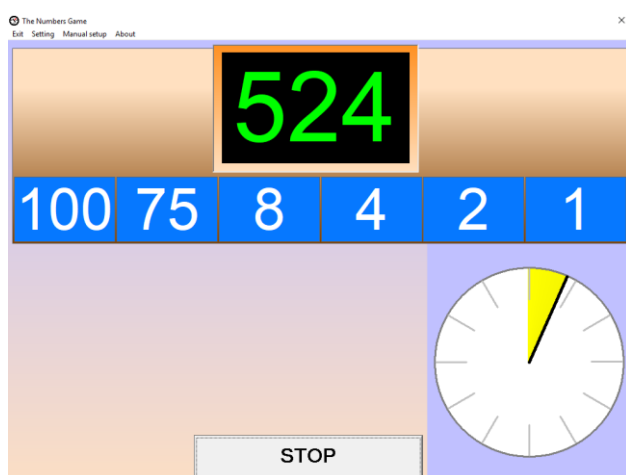 The Numbers Game
Exit Setting Manual setup About
524
100 75 8 4 2 1
STOP